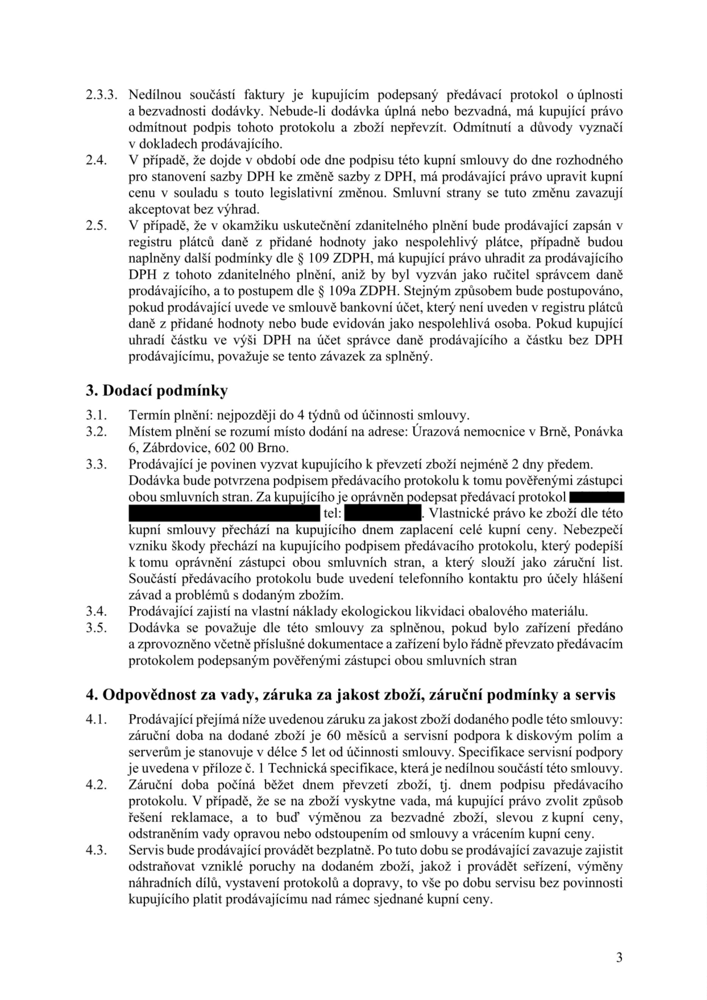 2.3.3. Nedílnou součástí faktury je kupujícím podepsaný předávací protokol o úplnosti
a bezvadnosti dodávky. Nebude-li dodávka úplná nebo bezvadná, má kupující právo
odmítnout podpis tohoto protokolu a zboží nepřevzít. Odmítnutí a důvody vyznačí
v dokladech prodávajícího.
2.4. V případě, že dojde v období ode dne podpisu této kupní smlouvy do dne rozhodného
pro stanovení sazby DPH ke změně sazby z DPH, má prodávající právo upravit kupní
cenu v souladu s touto legislativní změnou. Smluvní strany se tuto změnu zavazují
akceptovat bez výhrad.
2.5. V případě, že v okamžiku uskutečnění zdanitelného plnění bude prodávající zapsán v
registru plátců daně z přidané hodnoty jako nespolehlivý plátce, případně budou
naplněny další podmínky dle § 109 ZDPH, má kupující právo uhradit za prodávajícího
DPH z tohoto zdanitelného plnění, aniž by byl vyzván jako ručitel správcem daně
prodávajícího, a to postupem dle § 109a ZDPH. Stejným způsobem bude postupováno,
pokud prodávající uvede ve smlouvě bankovní účet, který není uveden v registru plátců
daně z přidané hodnoty nebo bude evidován jako nespolehlivá osoba. Pokud kupující
uhradí částku ve výši DPH na účet správce daně prodávajícího a částku bez DPH
prodávajícímu, považuje se tento závazek za splněný.
3. Dodací podmínky
3.1. Termín plnění: nejpozději do 4 týdnů od účinnosti smlouvy.
3.2. Místem plnění se rozumí místo dodání na adrese: Úrazová nemocnice v Brně, Ponávka
6, Zábrdovice, 602 00 Brno.
3.3. Prodávající je povinen vyzvat kupujícího k převzetí zboží nejméně 2 dny předem.
Dodávka bude potvrzena podpisem předávacího protokolu k tomu pověřenými zástupci
obou smluvních stran. Za kupujícího je oprávněn podepsat předávací protokol
tel: . Vlastnické právo ke zboží dle této
kupní smlouvy přechází na kupujícího dnem zaplacení celé kupní ceny. Nebezpečí
vzniku škody přechází na kupujícího podpisem předávacího protokolu, který podepíší
k tomu oprávnění zástupci obou smluvních stran, a který slouží jako záruční list.
Součástí předávacího protokolu bude uvedení telefonního kontaktu pro účely hlášení
závad a problémů s dodaným zbožím.
3.4. Prodávající zajistí na vlastní náklady ekologickou likvidaci obalového materiálu.
3.5. Dodávka se považuje dle této smlouvy za splněnou, pokud bylo zařízení předáno
a zprovozněno včetně příslušné dokumentace a zařízení bylo řádně převzato předávacím
protokolem podepsaným pověřenými zástupci obou smluvních stran
4. Odpovědnost za vady, záruka za jakost zboží, záruční podmínky a servis
4.1. Prodávající přejímá níže uvedenou záruku za jakost zboží dodaného podle této smlouvy:
záruční doba na dodané zboží je 60 měsíců a servisní podpora k diskovým polím a
serverům je stanovuje v délce 5 let od účinnosti smlouvy. Specifikace servisní podpory
je uvedena v příloze č. 1 Technická specifikace, která je nedílnou součástí této smlouvy.
4.2. Záruční doba počíná běžet dnem převzetí zboží, tj. dnem podpisu předávacího
protokolu. V případě, že se na zboží vyskytne vada, má kupující právo zvolit způsob
řešení reklamace, a to buď výměnou za bezvadné zboží, slevou z kupní ceny,
odstraněním vady opravou nebo odstoupením od smlouvy a vrácením kupní ceny.
4.3. Servis bude prodávající provádět bezplatně. Po tuto dobu se prodávající zavazuje zajistit
odstraňovat vzniklé poruchy na dodaném zboží, jakož i provádět seřízení, výměny
náhradních dílů, vystavení protokolů a dopravy, to vše po dobu servisu bez povinnosti
kupujícího platit prodávajícímu nad rámec sjednané kupní ceny.
3